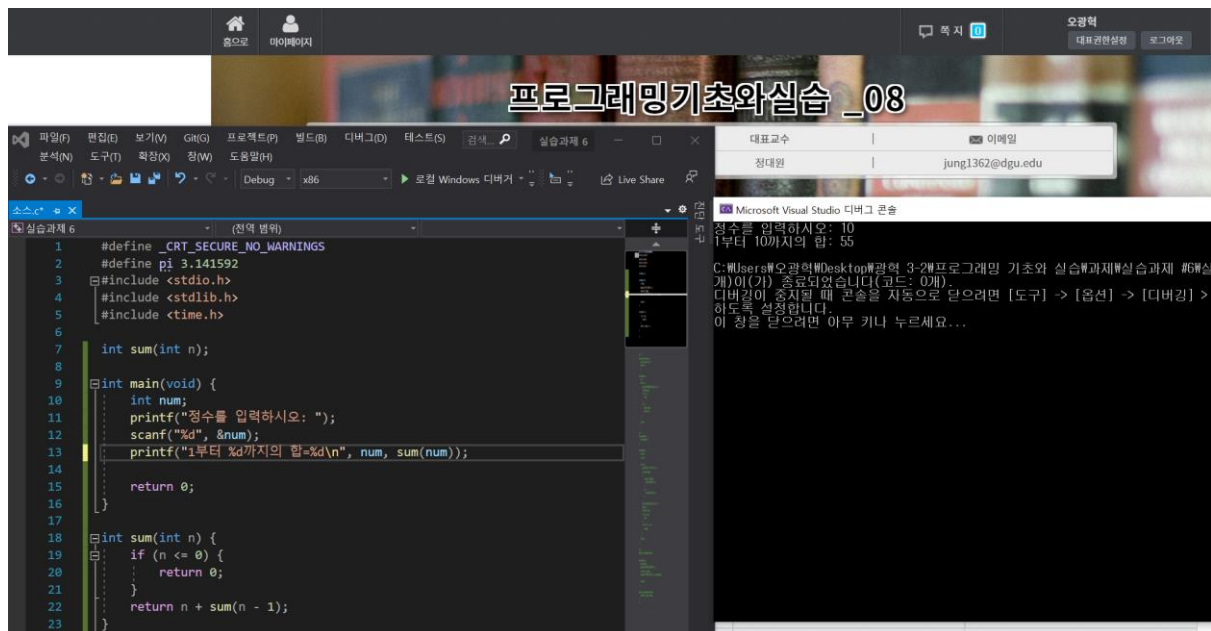 홈으로 마이페이지 쪽지 0 오광혁
대표권한설정 로그아웃
프로그래밍기초와실습 _08
대표교수 | 이메일
정대원 | jung1362@dgu.edu
파일(F) 편집(E) 보기(V) Git(G) 프로젝트(P) 빌드(B) 디버그(D) 테스트(S) 검색... 실습과제 6
분석(N) 도구(T) 확장(X) 창(W) 도움말(H)
Debug x86 로컬 Windows 디버거 Live Share
소스.c*
진단 도구
실습과제 6 (전역 범위)
1 #define _CRT_SECURE_NO_WARNINGS
2 #define pi 3.141592
3 #include <stdio.h>
4 #include <stdlib.h>
5 #include <time.h>
6
7 int sum(int n);
8
9 int main(void) {
10 int num;
11 printf("정수를 입력하시오: ");
12 scanf("%d", &num);
13 printf("1부터 %d까지의 합=%d\n", num, sum(num));
14
15 return 0;
16 }
17
18 int sum(int n) {
19 if (n <= 0) {
20 return 0;
21 }
22 return n + sum(n - 1);
23 }
Microsoft Visual Studio 디버그 콘솔
정수를 입력하시오: 10
1부터 10까지의 합: 55
C:₩Users₩오광혁₩Desktop₩광혁 3-2₩프로그래밍 기초와 실습₩과제₩실습과제 #6₩실
개)이(가) 종료되었습니다(코드: 0개).
디버깅이 중지될 때 콘솔을 자동으로 닫으려면 [도구] -> [옵션] -> [디버깅] >
하도록 설정합니다.
이 창을 닫으려면 아무 키나 누르세요...